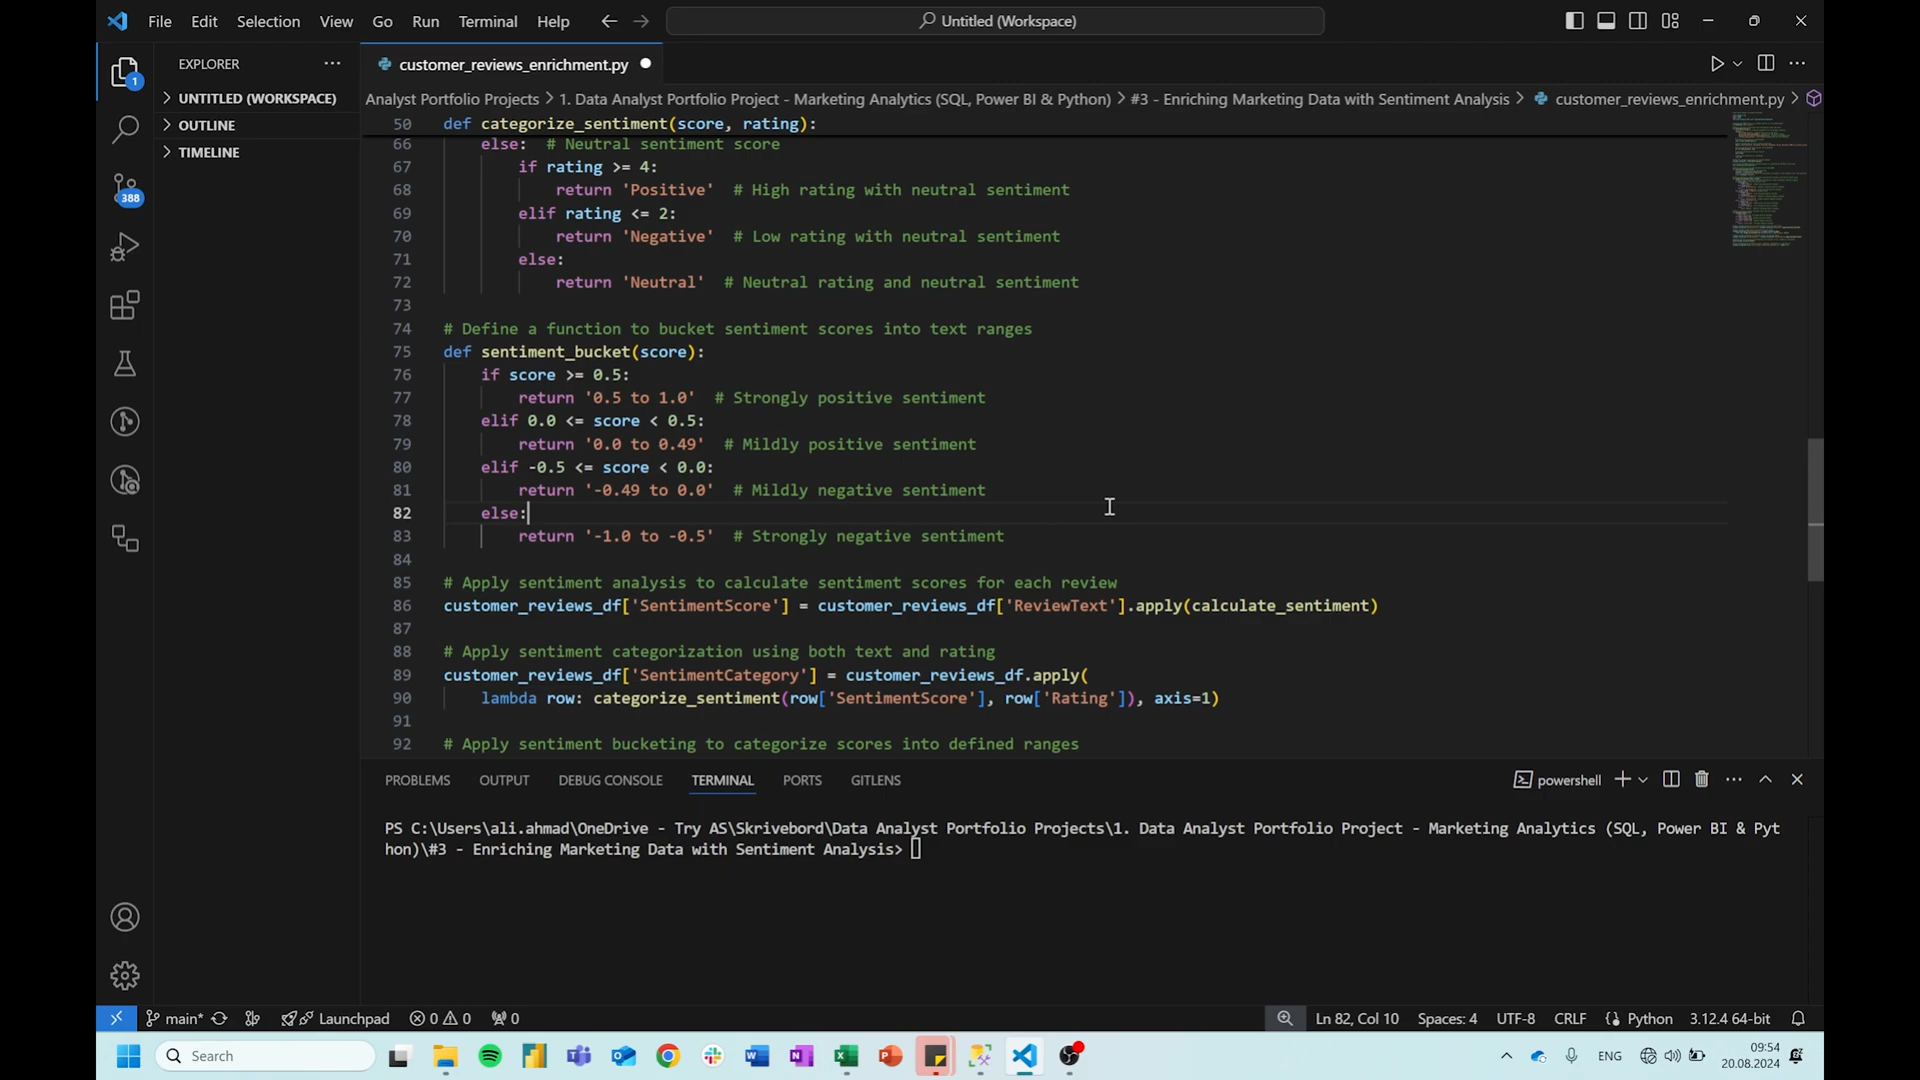 File Edit Selection View Go Run Terminal Help
Untitled (Workspace)
EXPLORER
customer_reviews_enrichment.py
1
UNTITLED (WORKSPACE)
OUTLINE
TIMELINE
388
Analyst Portfolio Projects > 1. Data Analyst Portfolio Project - Marketing Analytics (SQL, Power BI & Python) > #3 - Enriching Marketing Data with Sentiment Analysis > customer_reviews_enrichment.py >
50 def categorize_sentiment(score, rating):
66 else: # Neutral sentiment score
67 if rating >= 4:
68 return 'Positive' # High rating with neutral sentiment
69 elif rating <= 2:
70 return 'Negative' # Low rating with neutral sentiment
71 else:
72 return 'Neutral' # Neutral rating and neutral sentiment
73
74 # Define a function to bucket sentiment scores into text ranges
75 def sentiment_bucket(score):
76 if score >= 0.5:
77 return '0.5 to 1.0' # Strongly positive sentiment
78 elif 0.0 <= score < 0.5:
79 return '0.0 to 0.49' # Mildly positive sentiment
80 elif -0.5 <= score < 0.0:
81 return '-0.49 to 0.0' # Mildly negative sentiment
82 else:
83 return '-1.0 to -0.5' # Strongly negative sentiment
84
85 # Apply sentiment analysis to calculate sentiment scores for each review
86 customer_reviews_df['SentimentScore'] = customer_reviews_df['ReviewText'].apply(calculate_sentiment)
87
88 # Apply sentiment categorization using both text and rating
89 customer_reviews_df['SentimentCategory'] = customer_reviews_df.apply(
90 lambda row: categorize_sentiment(row['SentimentScore'], row['Rating']), axis=1)
91
92 # Apply sentiment bucketing to categorize scores into defined ranges
PROBLEMS OUTPUT DEBUG CONSOLE TERMINAL PORTS GITLENS
powershell
PS C:\Users\ali.ahmad\OneDrive - Try AS\Skrivebord\Data Analyst Portfolio Projects\1. Data Analyst Portfolio Project - Marketing Analytics (SQL, Power BI & Pyt
hon)\#3 - Enriching Marketing Data with Sentiment Analysis>
main* Launchpad 0 0 0
Ln 82, Col 10 Spaces: 4 UTF-8 CRLF Python 3.12.4 64-bit
Search
ENG
09:54
20.08.2024